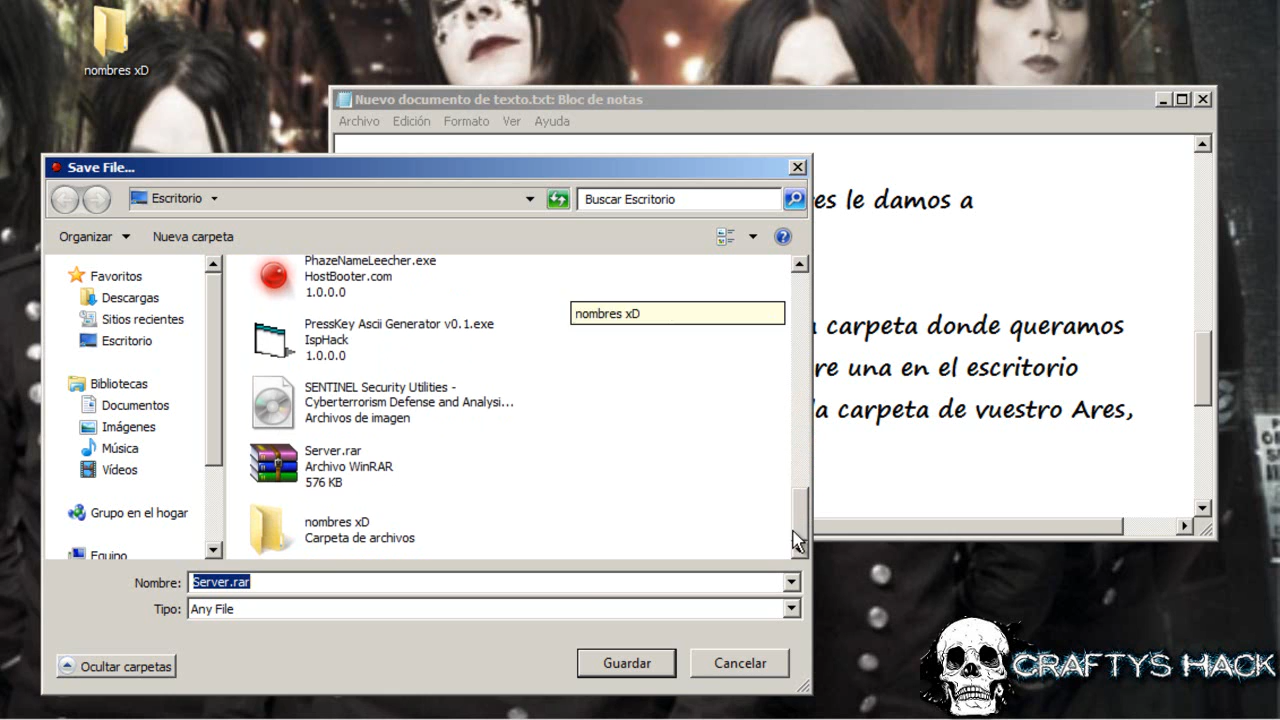 nombres xD
Nuevo documento de texto.txt: Bloc de notas
Archivo Edición Formato Ver Ayuda
es le damos a
carpeta donde queramos
re una en el escritorio
la carpeta de vuestro Ares,
Save File...
Escritorio
Buscar Escritorio
Organizar
Nueva carpeta
Favoritos
Descargas
Sitios recientes
Escritorio
Bibliotecas
Documentos
Imágenes
Música
Vídeos
Grupo en el hogar
Equipo
PhazeNameLeecher.exe
HostBooter.com
1.0.0.0
PressKey Ascii Generator v0.1.exe
IspHack
1.0.0.0
SENTINEL Security Utilities -
Cyberterrorism Defense and Analysi...
Archivos de imagen
Server.rar
Archivo WinRAR
576 KB
nombres xD
Carpeta de archivos
nombres xD
Nombre: Server.rar
Tipo: Any File
Ocultar carpetas
Guardar
Cancelar
CRAFTYS HACK